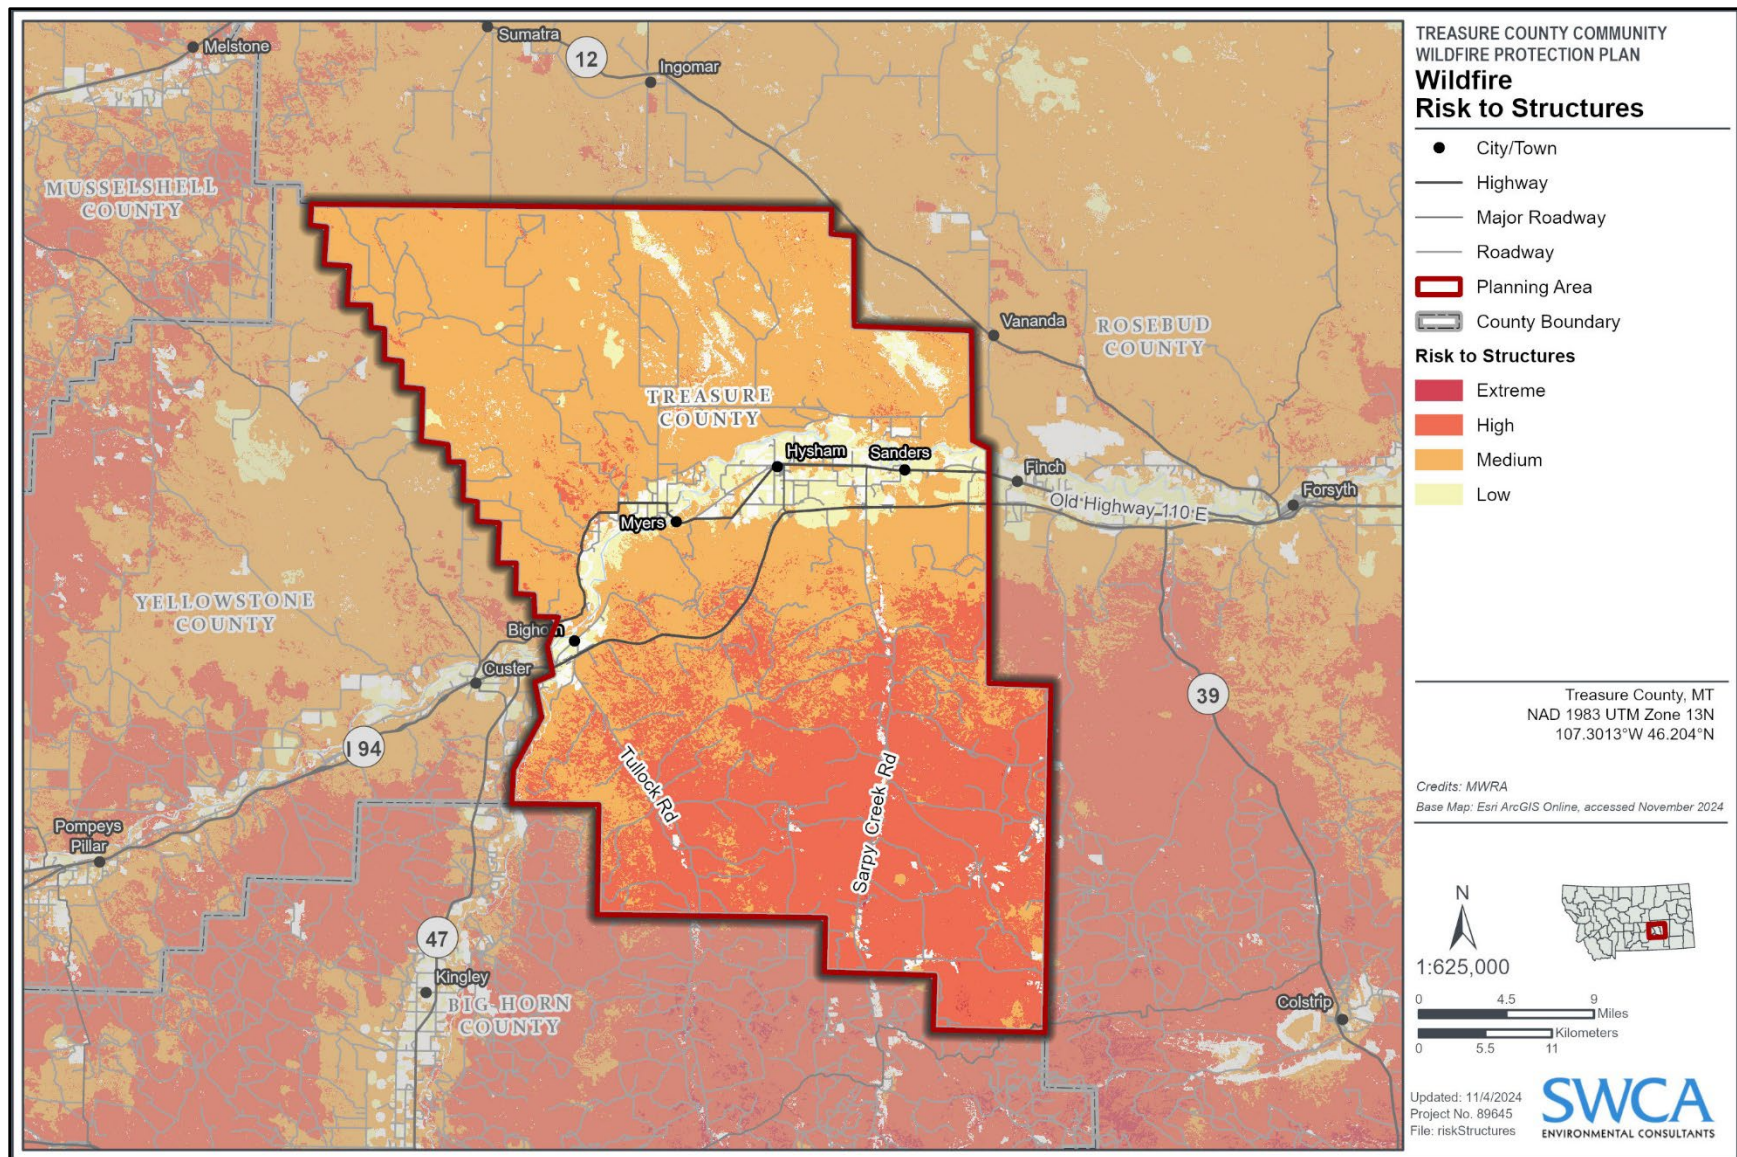 TREASURE COUNTY COMMUNITY
WILDFIRE PROTECTION PLAN
Wildfire
Risk to Structures
City/Town
Highway
Major Roadway
Roadway
Planning Area
County Boundary
Risk to Structures
Extreme
High
Medium
Low
Treasure County, MT
NAD 1983 UTM Zone 13N
107.3013°W 46.204°N
Credits: MWRA
Base Map: Esri ArcGIS Online, accessed November 2024
N
1:625,000
0 4.5 9
Miles
Kilometers
0 5.5 11
Updated: 11/4/2024
Project No. 89645
File: riskStructures
SWCA
ENVIRONMENTAL CONSULTANTS
Melstone
Sumatra
12
Ingomar
MUSSELSHELL
COUNTY
Vananda
ROSEBUD
COUNTY
TREASURE
COUNTY
Hysham
Sanders
Finch
Forsyth
Old Highway 110 E
Myers
YELLOWSTONE
COUNTY
Bighorn
Custer
39
I 94
Tullock Rd
Sarpy Creek Rd
Pompeys
Pillar
47
Kingley
BIG HORN
COUNTY
Colstrip